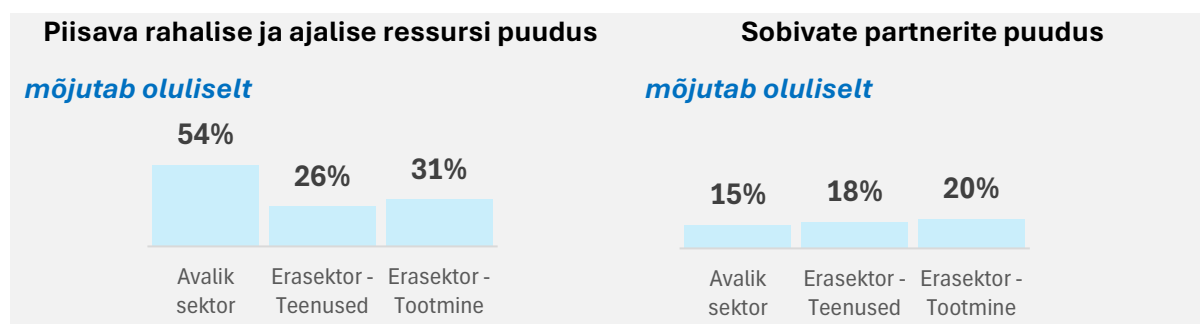 Piisava rahalise ja ajalise ressursi puudus
mõjutab oluliselt
54%
26%
31%
Avalik sektor
Erasektor - Teenused
Erasektor - Tootmine
Sobivate partnerite puudus
mõjutab oluliselt
15%
18%
20%
Avalik sektor
Erasektor - Teenused
Erasektor - Tootmine